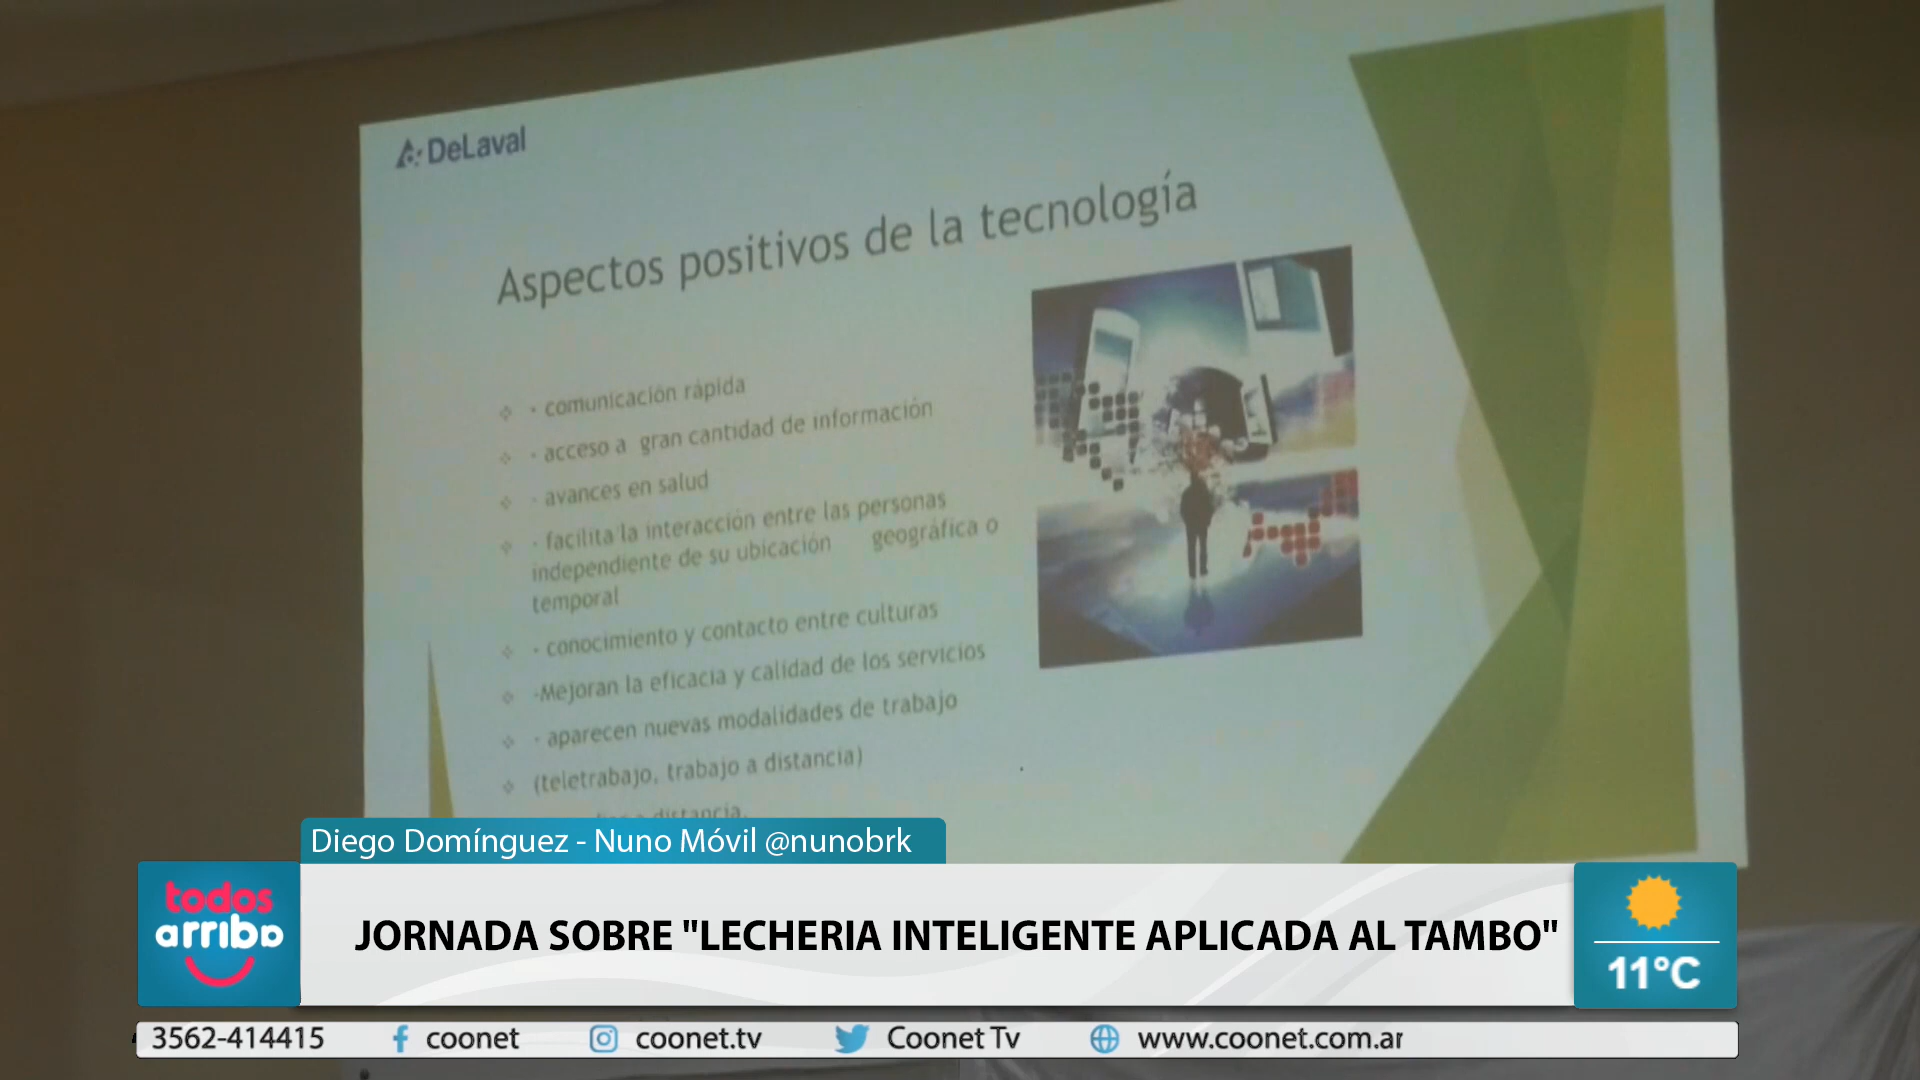 DeLaval
Aspectos positivos de la tecnología
- comunicación rápida
- acceso a gran cantidad de información
- avances en salud
- facilita la interacción entre las personas
independiente de su ubicación geográfica o
temporal
- conocimiento y contacto entre culturas
-Mejoran la eficacia y calidad de los servicios
- aparecen nuevas modalidades de trabajo
(teletrabajo, trabajo a distancia)
a distancia.
Diego Domínguez - Nuno Móvil @nunobrk
todos
arriba
JORNADA SOBRE "LECHERIA INTELIGENTE APLICADA AL TAMBO"
11°C
3562-414415 coonet coonet.tv Coonet Tv www.coonet.com.ar